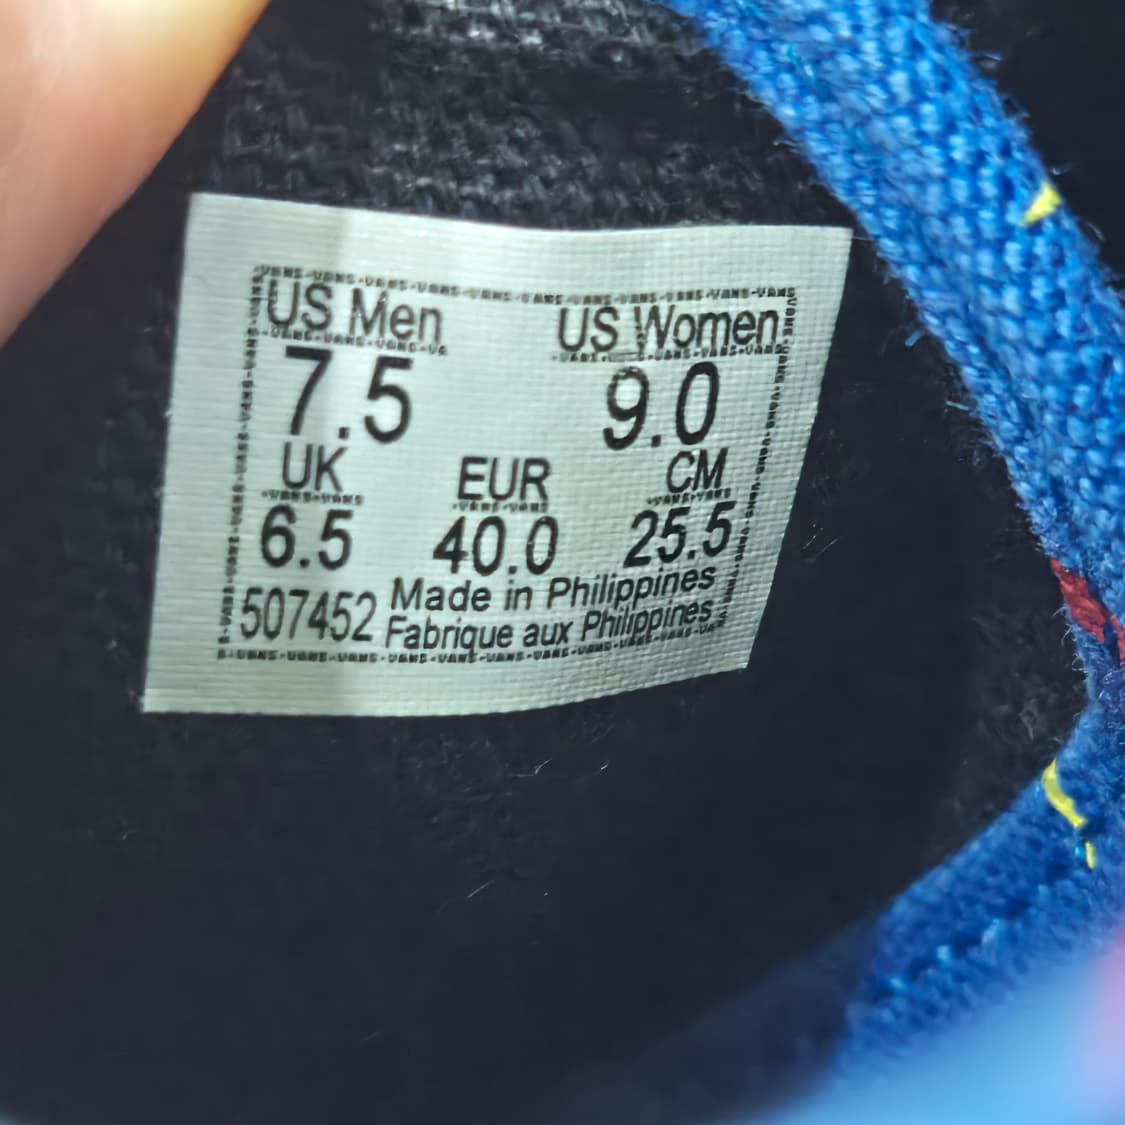 US Men US Women
7.5 9.0
UK EUR CM
6.5 40.0 25.5
507452 Made in Philippines
Fabrique aux Philippines